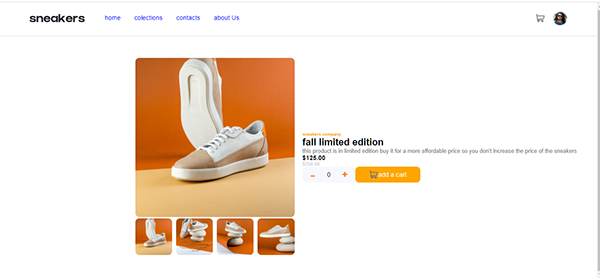 sneakers home colections contacts about Us
sneakers company
fall limited edition
this product is in limited edition buy it for a more affordable price so you don't increase the price of the sneakers
$125.00
$250.00
- 0 + add a cart